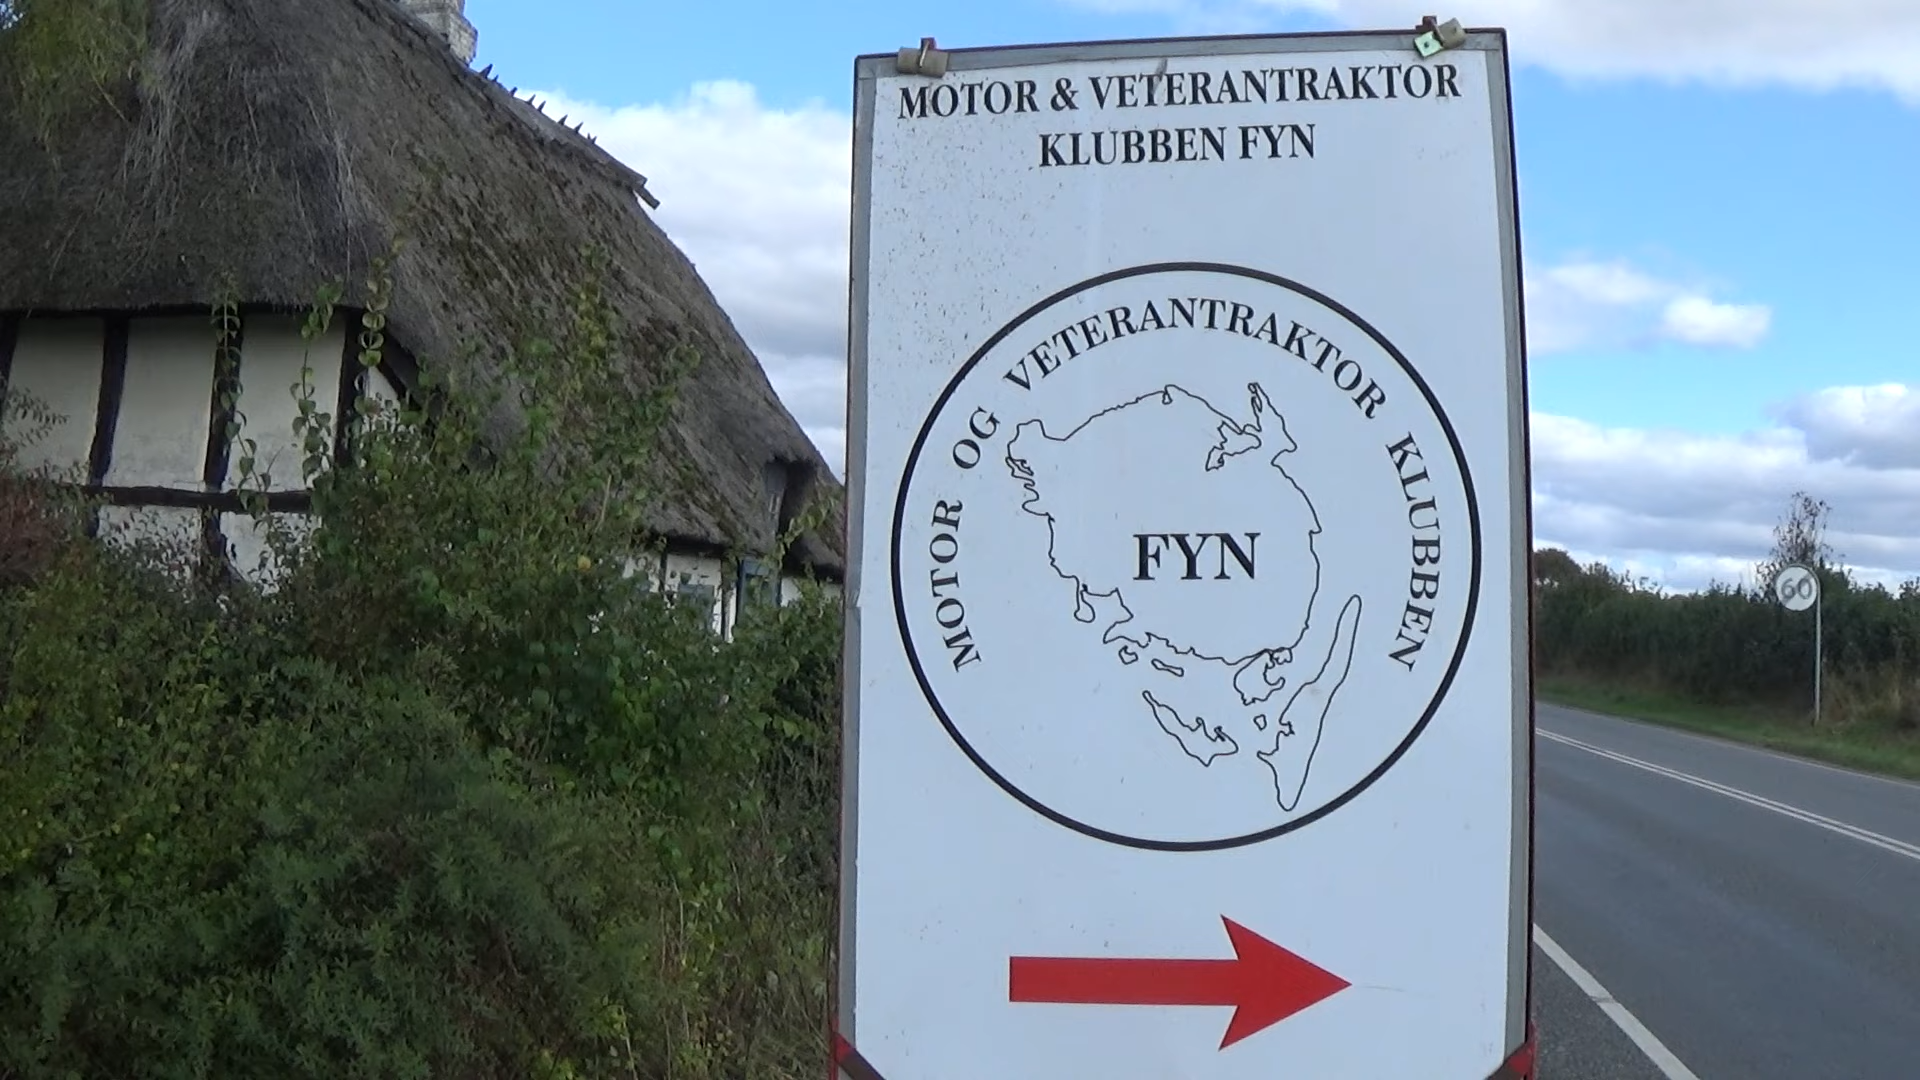 MOTOR & VETERANTRAKTOR
KLUBBEN FYN
MOTOR OG VETERANTRAKTOR KLUBBEN
FYN
60